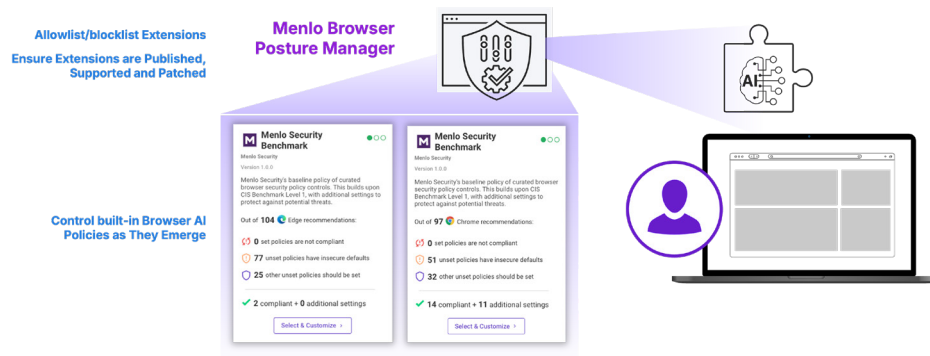 Allowlist/blocklist Extensions
Ensure Extensions are Published,
Supported and Patched
Menlo Browser
Posture Manager
AI
Control built-in Browser AI
Policies as They Emerge
M
Menlo Security
Benchmark
Menlo Security
Version 1.0.0
Menlo Security's baseline policy of curated
browser security policy controls. This builds upon
CIS Benchmark Level 1, with additional settings to
protect against potential threats.
Out of 104 Edge recommendations:
0 set policies are not compliant
77 unset policies have insecure defaults
25 other unset policies should be set
2 compliant + 0 additional settings
Select & Customize ›
M
Menlo Security
Benchmark
Menlo Security
Version 1.0.0
Menlo Security's baseline policy of curated browser
security policy controls. This builds upon CIS
Benchmark Level 1, with additional settings to
protect against potential threats.
Out of 97 Chrome recommendations:
0 set policies are not compliant
51 unset policies have insecure defaults
32 other unset policies should be set
14 compliant + 11 additional settings
Select & Customize ›